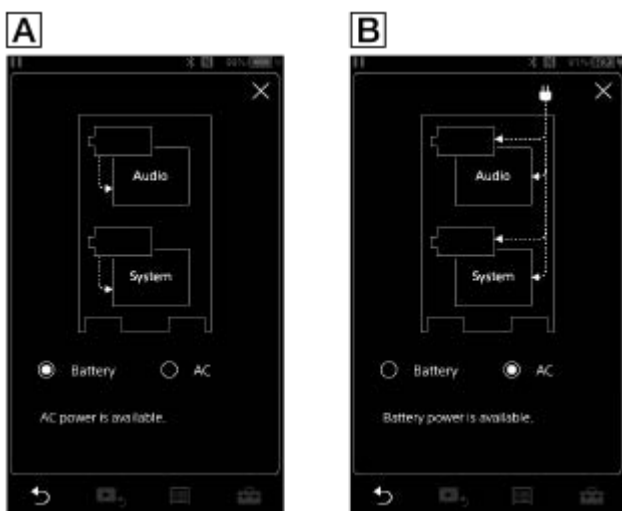 A
Audio
System
Battery AC
AC power is available.
B
Audio
System
Battery AC
Battery power is available.